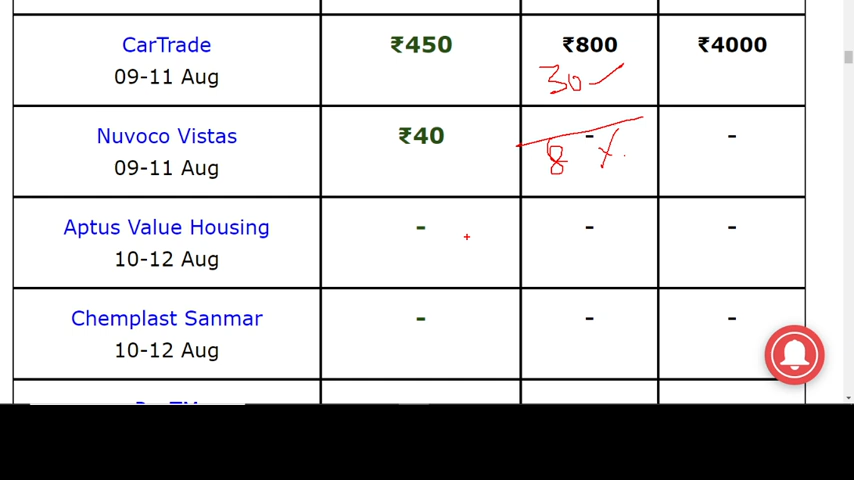 CarTrade ₹450 ₹800 ₹4000
09-11 Aug 30
Nuvoco Vistas ₹40 - -
09-11 Aug 8
Aptus Value Housing - - -
10-12 Aug
Chemplast Sanmar - - -
10-12 Aug